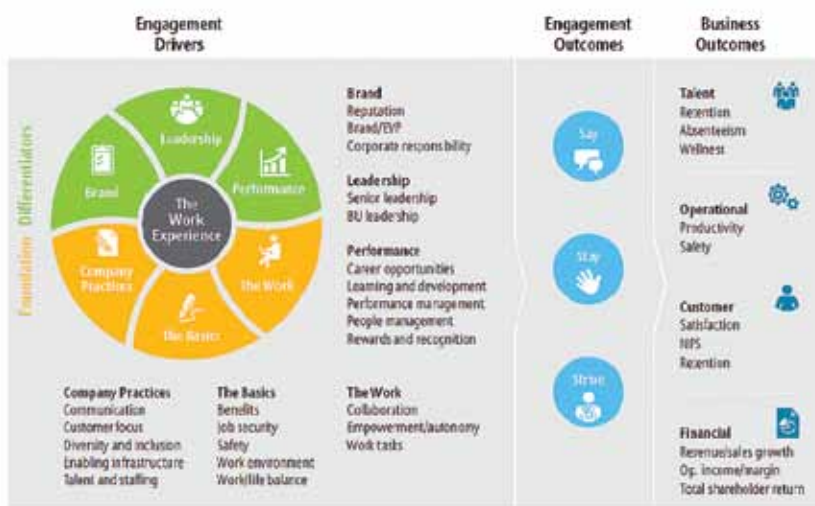 Engagement
Drivers
Engagement
Outcomes
Business
Outcomes
Differentiators
Foundation
Leadership
Brand
Performance
The
Work
Experience
Company
Practices
The Work
The Basics
Brand
Reputation
Brand/EVP
Corporate responsibility
Leadership
Senior leadership
BU leadership
Performance
Career opportunities
Learning and development
Performance management
People management
Rewards and recognition
Company Practices
Communication
Customer focus
Diversity and inclusion
Enabling infrastructure
Talent and staffing
The Basics
Benefits
Job security
Safety
Work environment
Work/life balance
The Work
Collaboration
Empowerment/autonomy
Work tasks
Say
Stay
Strive
Talent
Retention
Absenteeism
Wellness
Operational
Productivity
Safety
Customer
Satisfaction
NPS
Retention
Financial
Revenue/sales growth
Op. income/margin
Total shareholder return